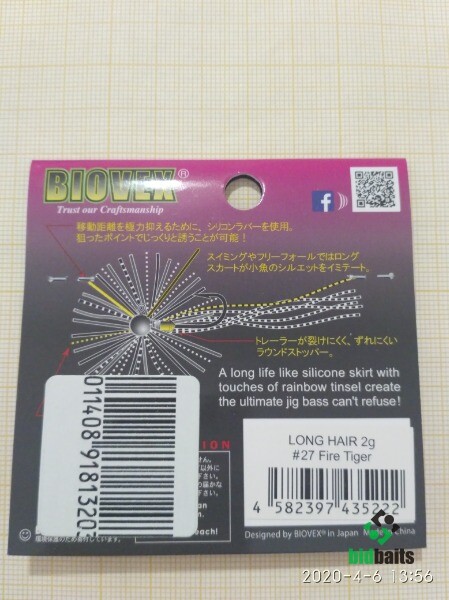 BIOVEX®
Trust our Craftsmanship
移動距離を極力抑えるために、シリコンラバーを使用。
狙ったポイントでじっくりと誘うことが可能！
スイミングやフリーフォールではロング
スカートが小魚のシルエットをイミテート。
トレーラーが裂けにくく、ずれにくい
ラウンドストッパー。
A long life like silicone skirt with
touches of rainbow tinsel create
the ultimate jig bass can't refuse!
011408 9181320
LONG HAIR 2g
#27 Fire Tiger
4 582397 435222
Designed by BIOVEX® in Japan
China
bidbaits
2020-4-6 13:56